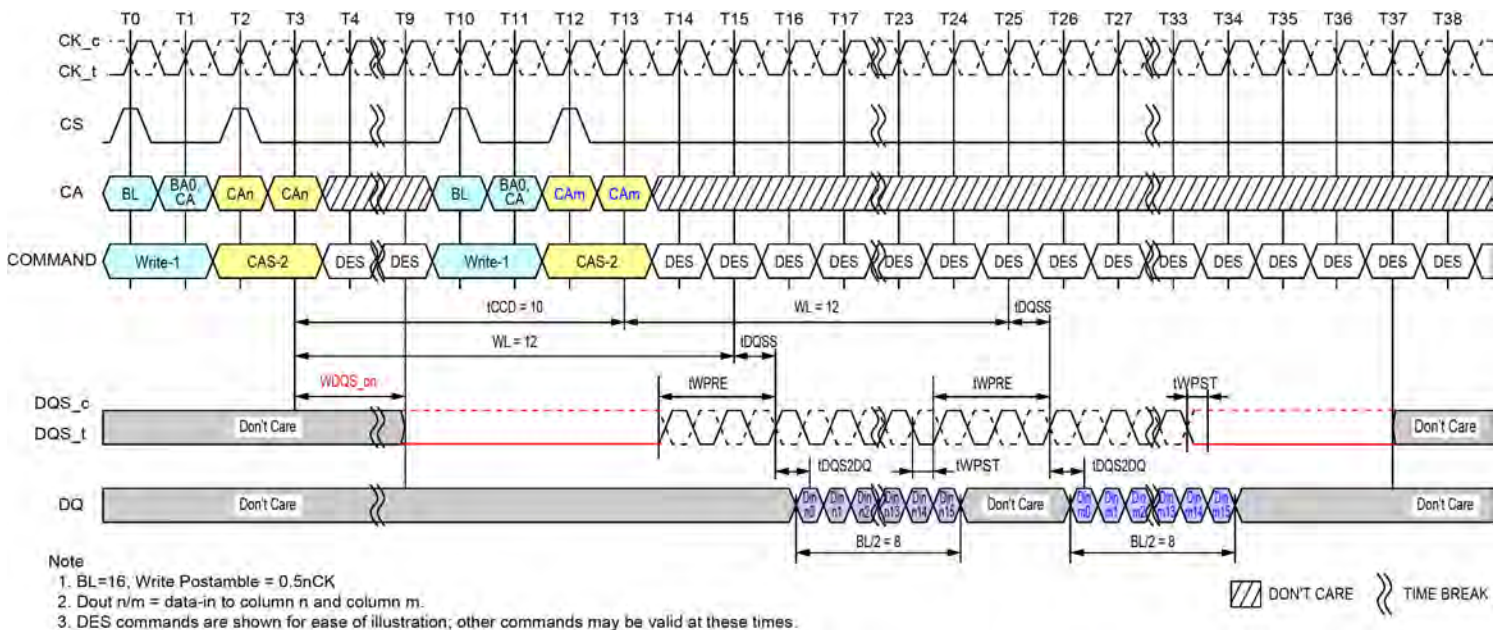 T0 T1 T2 T4 T9 T10 T11 T12 T13 T14 T15 T16 T17 T23 T24 T25 T26 T27 T33 T34 T35 T36 T37 T38
CK_c
CK_t
CS
CA BL BA0, CA CAn CAn BL BA0, CA CAm CAm
COMMAND Write-1 CAS-2 DES DES Write-1 CAS-2 DES DES DES DES DES DES DES DES DES DES DES DES DES DES DES
tCCD = 10 WL = 12 tDQSS
WL = 12 tDQSS
WDQS_on tWPRE tWPRE tWPST
DQS_c
DQS_t Don't Care Don't Care
tDQS2DQ tWPST tDQS2DQ
DQ Don't Care Din n0 Din n1 Din n2 Din n13 Din n14 Din n15 Don't Care Din m0 Din m1 Din m2 Din m13 Din m14 Din m15 Don't Care
BL/2 = 8 BL/2 = 8
Note
1. BL=16, Write Postamble = 0.5nCK
2. Dout n/m = data-in to column n and column m.
3. DES commands are shown for ease of illustration; other commands may be valid at these times.
DON'T CARE TIME BREAK